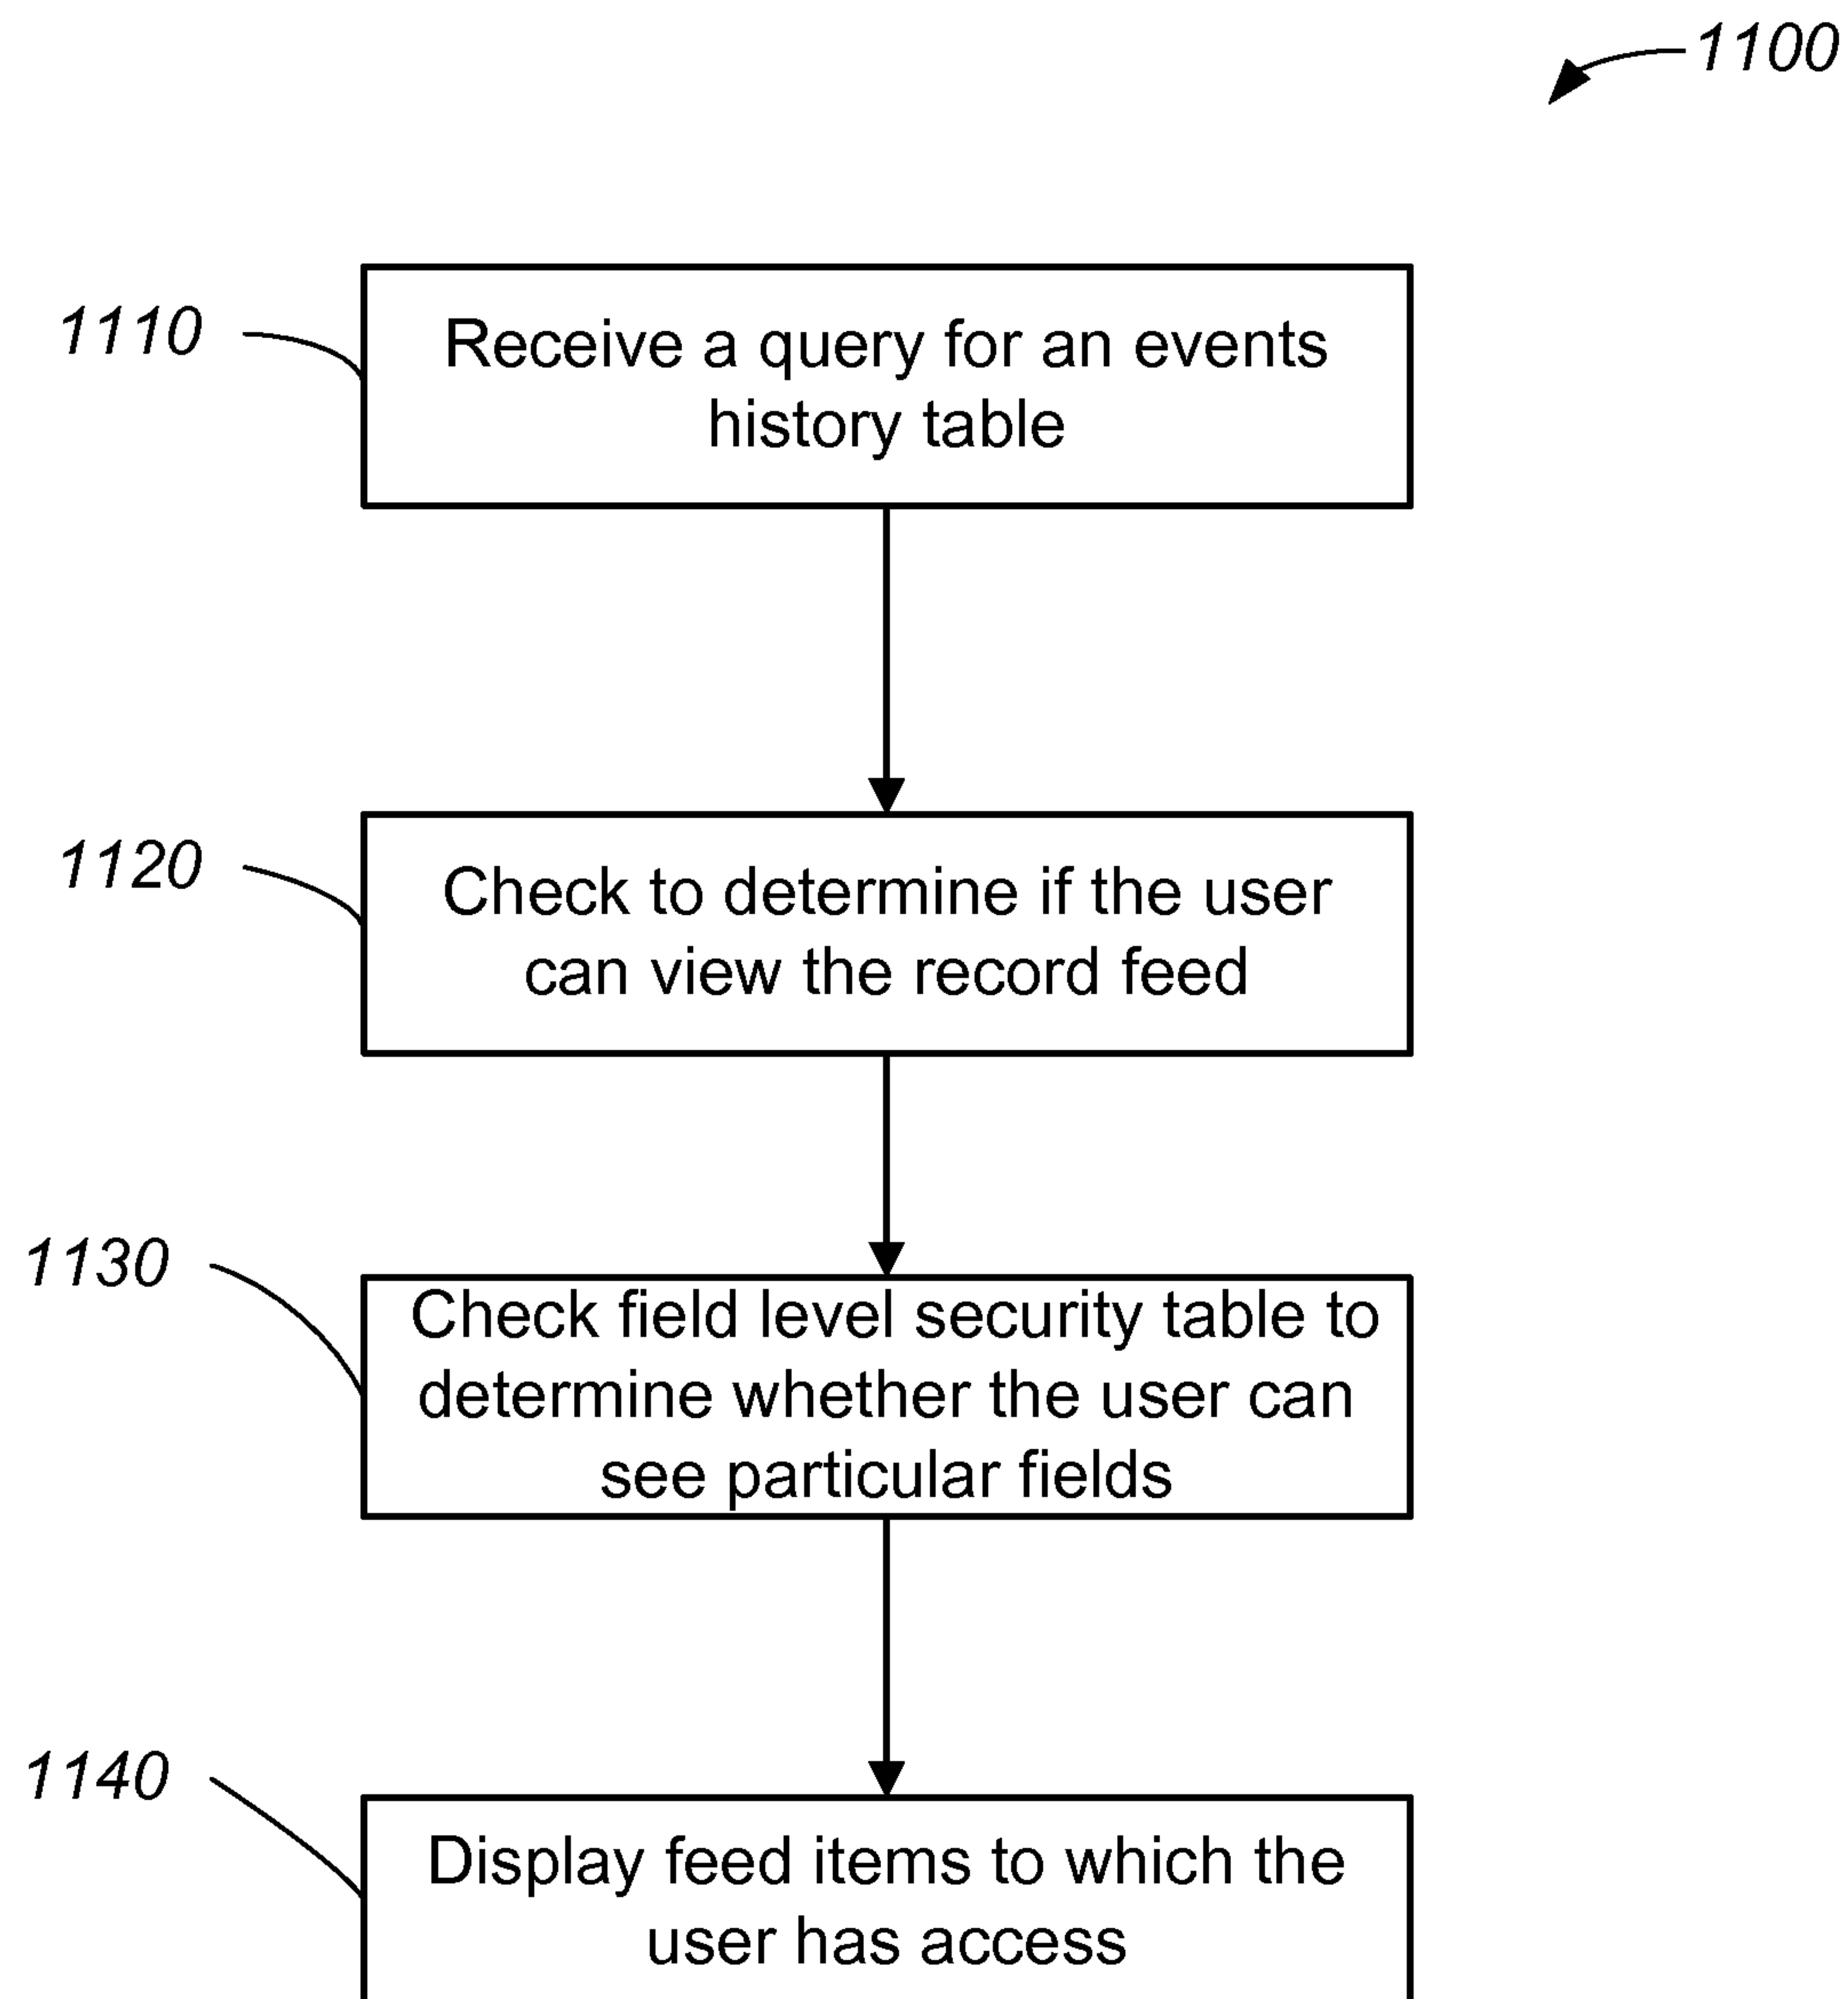 1100
1110
Receive a query for an events
history table
1120
Check to determine if the user
can view the record feed
1130
Check field level security table to
determine whether the user can
see particular fields
1140
Display feed items to which the
user has access